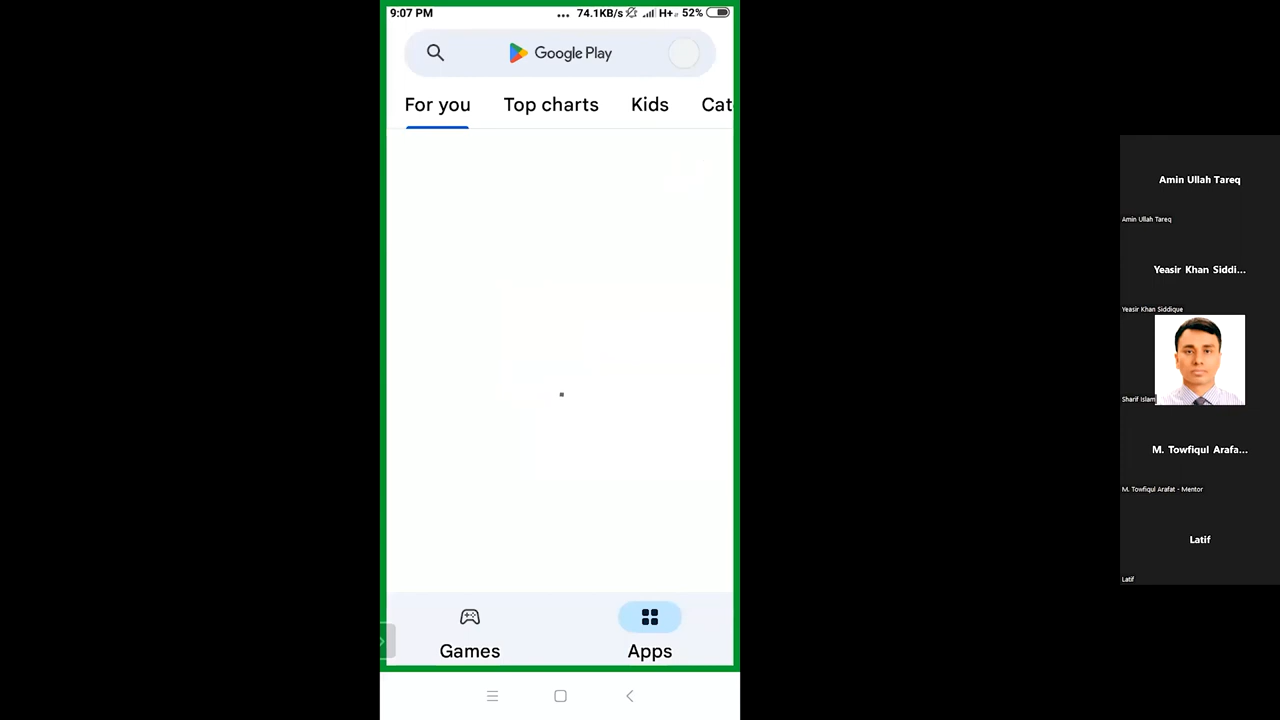 9:07 PM
... 74.1KB/s H+ 52%
Google Play
For you Top charts Kids Cat
Games
Apps
Amin Ullah Tareq
Amin Ullah Tareq
Yeasir Khan Siddi...
Yeasir Khan Siddique
Sharif Islam
M. Towfiqul Arafa...
M. Towfiqul Arafat - Mentor
Latif
Latif